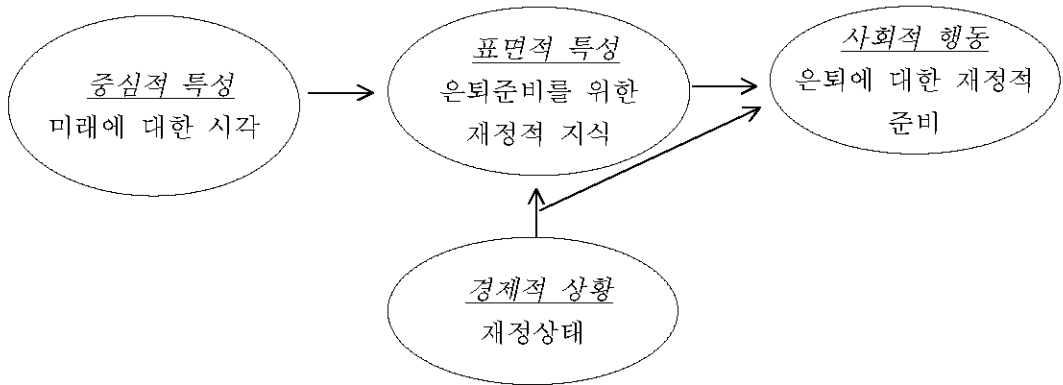 중심적 특성
미래에 대한 시각
표면적 특성
은퇴준비를 위한
재정적 지식
사회적 행동
은퇴에 대한 재정적
준비
경제적 상황
재정상태